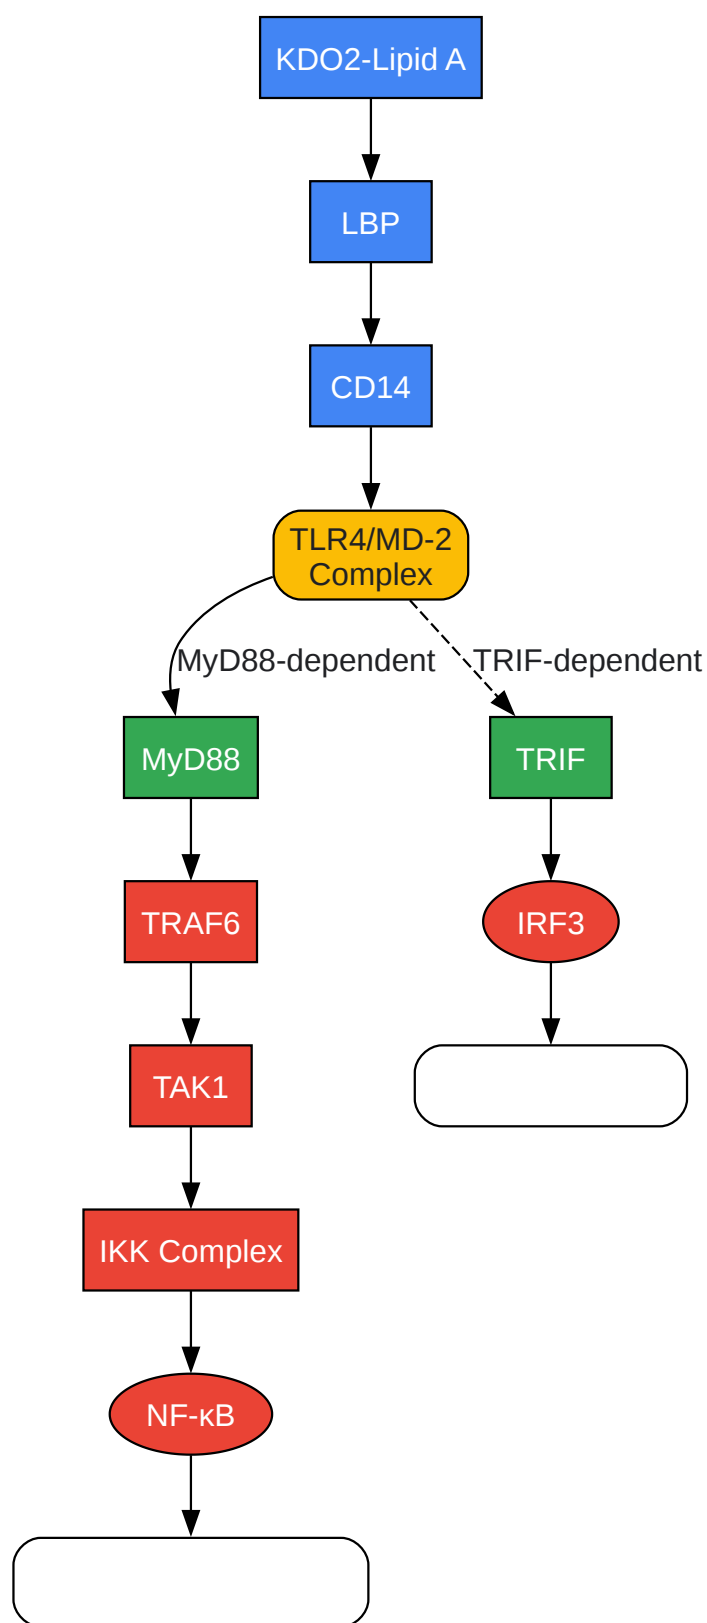 KDO2-Lipid A
LBP
CD14
TLR4/MD-2
Complex
MyD88-dependent
TRIF-dependent
MyD88
TRIF
TRAF6
IRF3
TAK1
IKK Complex
NF-κB